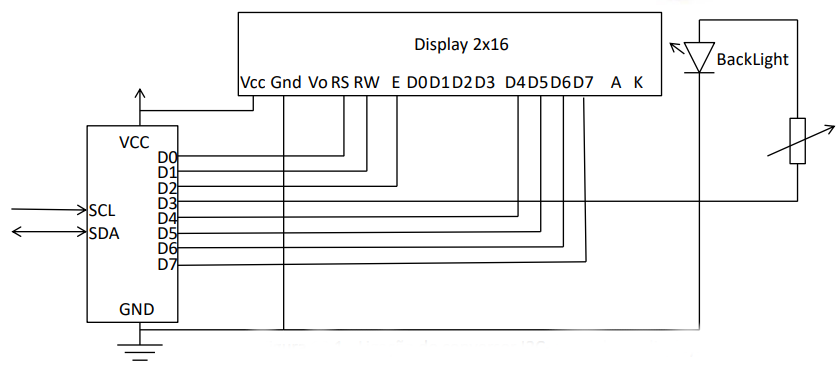 Display 2x16
BackLight
Vcc Gnd Vo RS RW E D0 D1 D2 D3 D4 D5 D6 D7 A K
VCC
D0
D1
D2
D3
SCL
D4
SDA
D5
D6
D7
GND